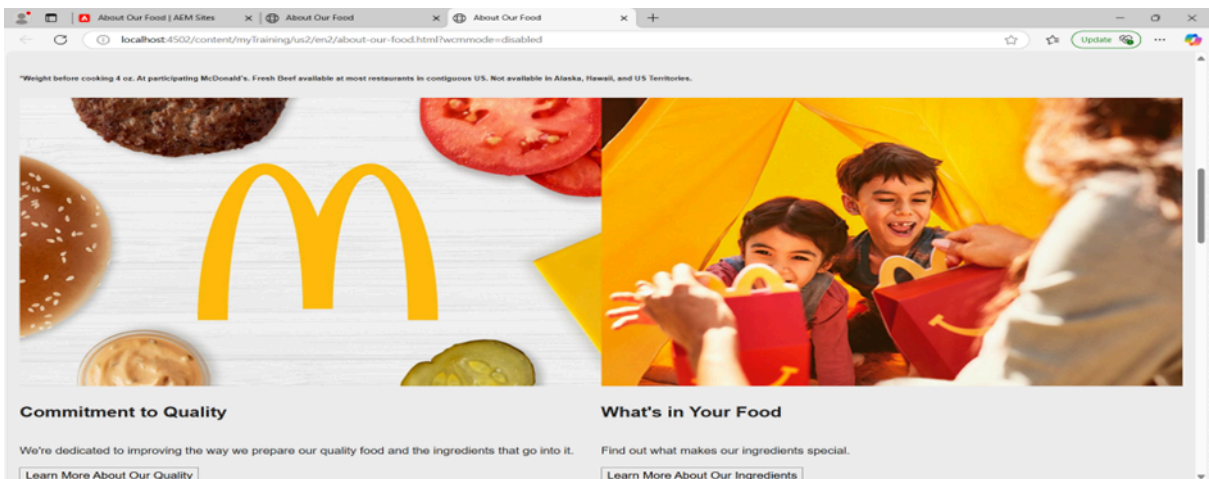 About Our Food | AEM Sites
About Our Food
About Our Food
localhost:4502/content/myTraining/us2/en2/about-our-food.html?wcmmode=disabled
Update
*Weight before cooking 4 oz. At participating McDonald's. Fresh Beef available at most restaurants in contiguous US. Not available in Alaska, Hawaii, and US Territories.
Commitment to Quality
We're dedicated to improving the way we prepare our quality food and the ingredients that go into it.
Learn More About Our Quality
What's in Your Food
Find out what makes our ingredients special.
Learn More About Our Ingredients